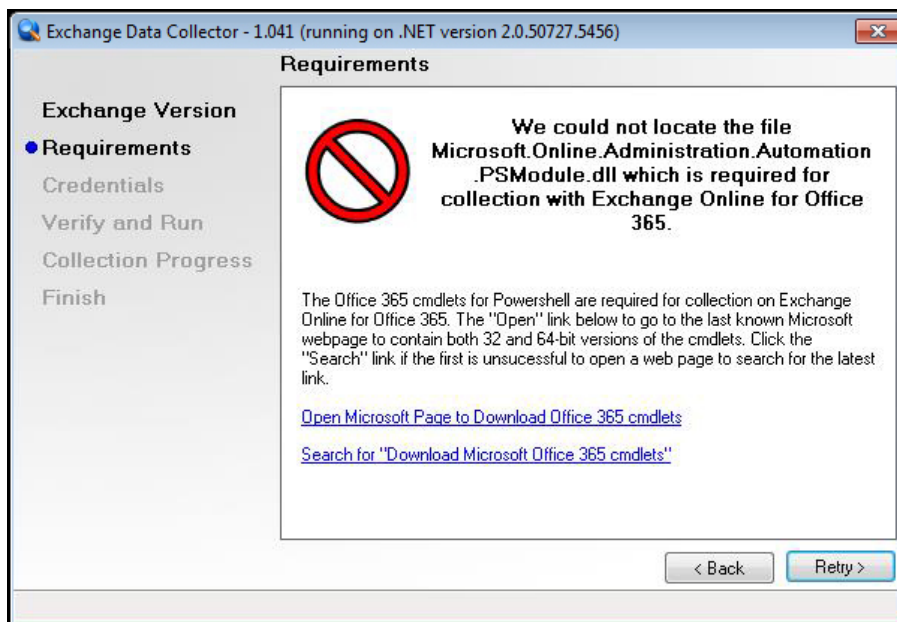 Exchange Data Collector - 1.041 (running on .NET version 2.0.50727.5456)
Requirements
Exchange Version
Requirements
Credentials
Verify and Run
Collection Progress
Finish
We could not locate the file
Microsoft.Online.Administration.Automation
.PSModule.dll which is required for
collection with Exchange Online for Office
365.
The Office 365 cmdlets for Powershell are required for collection on Exchange
Online for Office 365. The "Open" link below to go to the last known Microsoft
webpage to contain both 32 and 64-bit versions of the cmdlets. Click the
"Search" link if the first is unsucessful to open a web page to search for the latest
link.
Open Microsoft Page to Download Office 365 cmdlets
Search for "Download Microsoft Office 365 cmdlets"
< Back
Retry >